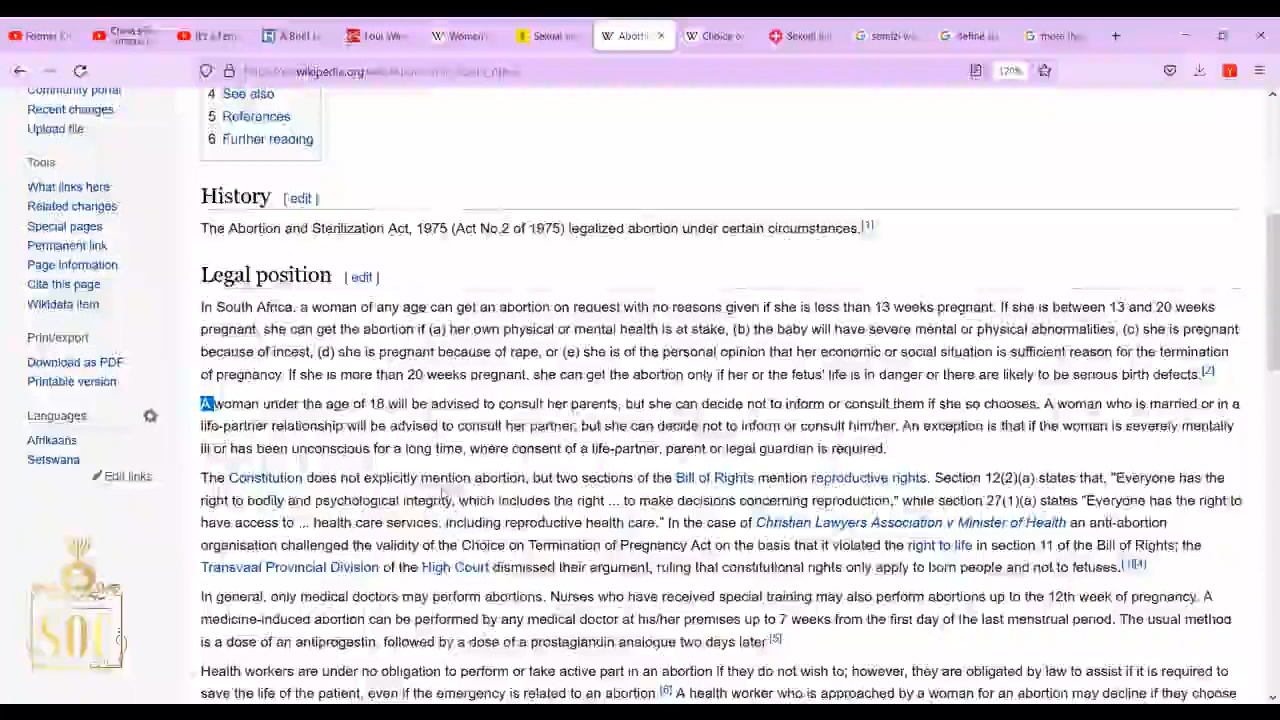 China's
It's a fem
A Brief
Tour
Women
Sexual
Aborti
Choice o
Sexual
define
more the
wikipedia.org
120%
Community portal
Recent changes
Upload file
Tools
What links here
Related changes
Special pages
Permanent link
Page information
Cite this page
Wikidata item
Print/export
Download as PDF
Printable version
Languages
Afrikaans
Setswana
Edit links
4 See also
5 References
6 Further reading
History [ edit ]
The Abortion and Sterilization Act, 1975 (Act No.2 of 1975) legalized abortion under certain circumstances.[1]
Legal position [ edit ]
In South Africa, a woman of any age can get an abortion on request with no reasons given if she is less than 13 weeks pregnant. If she is between 13 and 20 weeks
pregnant, she can get the abortion if (a) her own physical or mental health is at stake, (b) the baby will have severe mental or physical abnormalities, (c) she is pregnant
because of incest, (d) she is pregnant because of rape, or (e) she is of the personal opinion that her economic or social situation is sufficient reason for the termination
of pregnancy. If she is more than 20 weeks pregnant, she can get the abortion only if her or the fetus' life is in danger or there are likely to be serious birth defects.[2]
A woman under the age of 18 will be advised to consult her parents, but she can decide not to inform or consult them if she so chooses. A woman who is married or in a
life-partner relationship will be advised to consult her partner, but she can decide not to inform or consult him/her. An exception is that if the woman is severely mentally
ill or has been unconscious for a long time, where consent of a life-partner, parent or legal guardian is required.
The Constitution does not explicitly mention abortion, but two sections of the Bill of Rights mention reproductive rights. Section 12(2)(a) states that, "Everyone has the
right to bodily and psychological integrity, which includes the right ... to make decisions concerning reproduction," while section 27(1)(a) states "Everyone has the right to
have access to ... health care services, including reproductive health care." In the case of Christian Lawyers Association v Minister of Health an anti-abortion
organisation challenged the validity of the Choice on Termination of Pregnancy Act on the basis that it violated the right to life in section 11 of the Bill of Rights; the
Transvaal Provincial Division of the High Court dismissed their argument, ruling that constitutional rights only apply to born people and not to fetuses.[3][4]
In general, only medical doctors may perform abortions. Nurses who have received special training may also perform abortions up to the 12th week of pregnancy. A
medicine-induced abortion can be performed by any medical doctor at his/her premises up to 7 weeks from the first day of the last menstrual period. The usual method
is a dose of an antiprogestin, followed by a dose of a prostaglandin analogue two days later.[5]
Health workers are under no obligation to perform or take active part in an abortion if they do not wish to; however, they are obligated by law to assist if it is required to
save the life of the patient, even if the emergency is related to an abortion.[6] A health worker who is approached by a woman for an abortion may decline if they choose